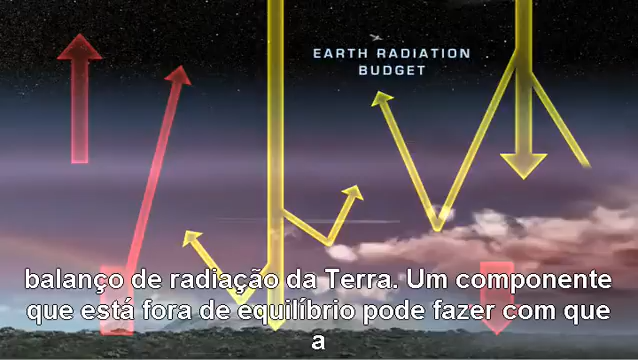 EARTH RADIATION
BUDGET
balanço de radiação da Terra. Um componente
que está fora de equilíbrio pode fazer com que
a